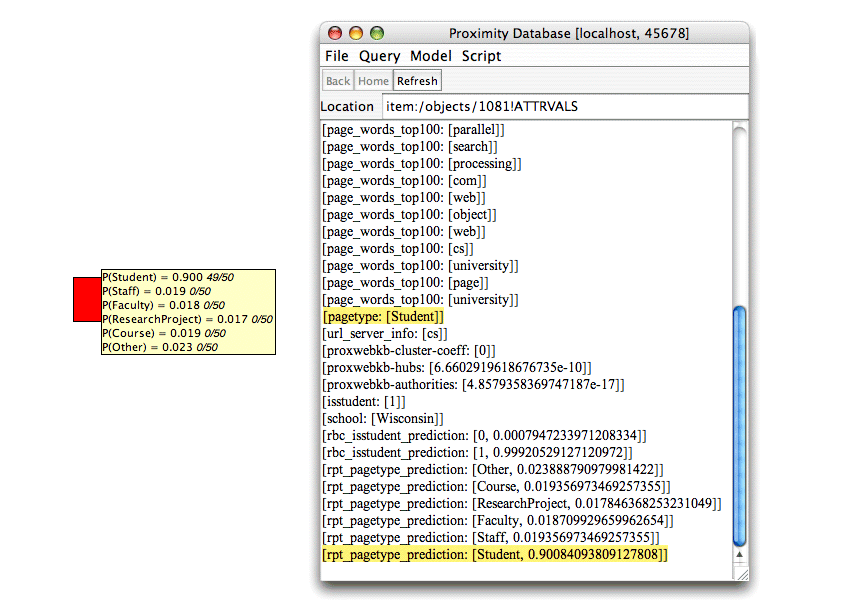 Proximity Database [localhost, 45678]
File Query Model Script
Back Home Refresh
Location item:/objects/1081!ATTRVALS
[page_words_top100: [parallel]]
[page_words_top100: [search]]
[page_words_top100: [processing]]
[page_words_top100: [com]]
[page_words_top100: [web]]
[page_words_top100: [object]]
[page_words_top100: [web]]
[page_words_top100: [cs]]
[page_words_top100: [university]]
[page_words_top100: [page]]
[page_words_top100: [university]]
[pagetype: [Student]]
[url_server_info: [cs]]
[proxwebkb-cluster-coeff: [0]]
[proxwebkb-hubs: [6.6602919618676735e-10]]
[proxwebkb-authorities: [4.8579358369747187e-17]]
[isstudent: [1]]
[school: [Wisconsin]]
[rbc_isstudent_prediction: [0, 0.0007947233971208334]]
[rbc_isstudent_prediction: [1, 0.99920529127120972]]
[rpt_pagetype_prediction: [Other, 0.023888790979981422]]
[rpt_pagetype_prediction: [Course, 0.019356973469257355]]
[rpt_pagetype_prediction: [ResearchProject, 0.017846368253231049]]
[rpt_pagetype_prediction: [Faculty, 0.018709929659962654]]
[rpt_pagetype_prediction: [Staff, 0.019356973469257355]]
[rpt_pagetype_prediction: [Student, 0.90084093809127808]]
P(Student) = 0.900 49/50
P(Staff) = 0.019 0/50
P(Faculty) = 0.018 0/50
P(ResearchProject) = 0.017 0/50
P(Course) = 0.019 0/50
P(Other) = 0.023 0/50